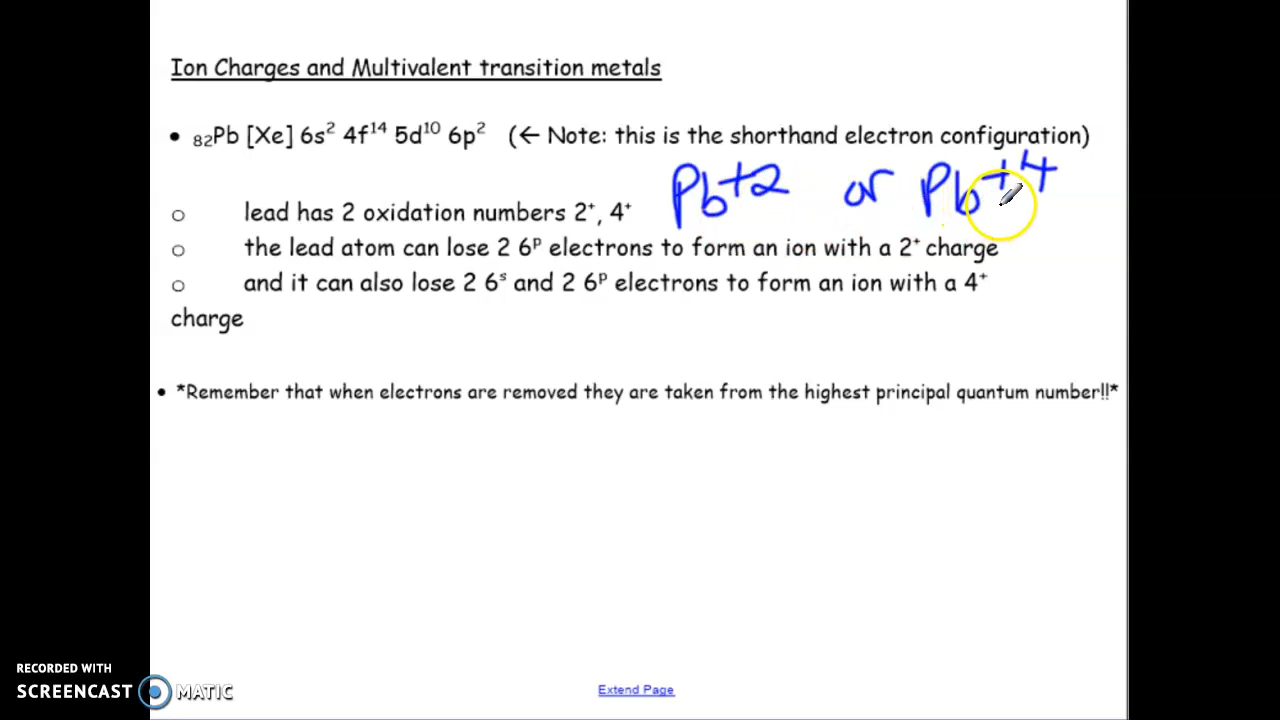 Ion Charges and Multivalent transition metals
• ₈₂Pb [Xe] 6s² 4f¹⁴ 5d¹⁰ 6p² (← Note: this is the shorthand electron configuration)
Pb⁺² or Pb⁺⁴
o lead has 2 oxidation numbers 2⁺, 4⁺
o the lead atom can lose 2 6ᵖ electrons to form an ion with a 2⁺ charge
o and it can also lose 2 6ˢ and 2 6ᵖ electrons to form an ion with a 4⁺
charge
• *Remember that when electrons are removed they are taken from the highest principal quantum number!!*
RECORDED WITH
SCREENCAST MATIC
Extend Page